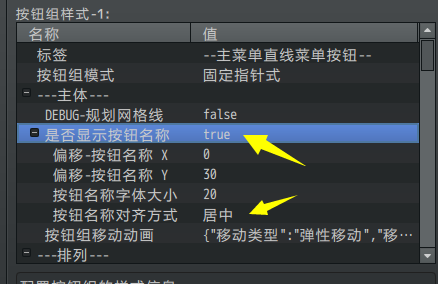 按钮组样式-1:
名称 值
标签 --主菜单直线菜单按钮--
按钮组模式 固定指针式
---主体---
DEBUG-规划网格线 false
是否显示按钮名称 true
偏移-按钮名称 X 0
偏移-按钮名称 Y 30
按钮名称字体大小 20
按钮名称对齐方式 居中
按钮组移动动画 {"移动类型":"弹性移动","移…
---排列---